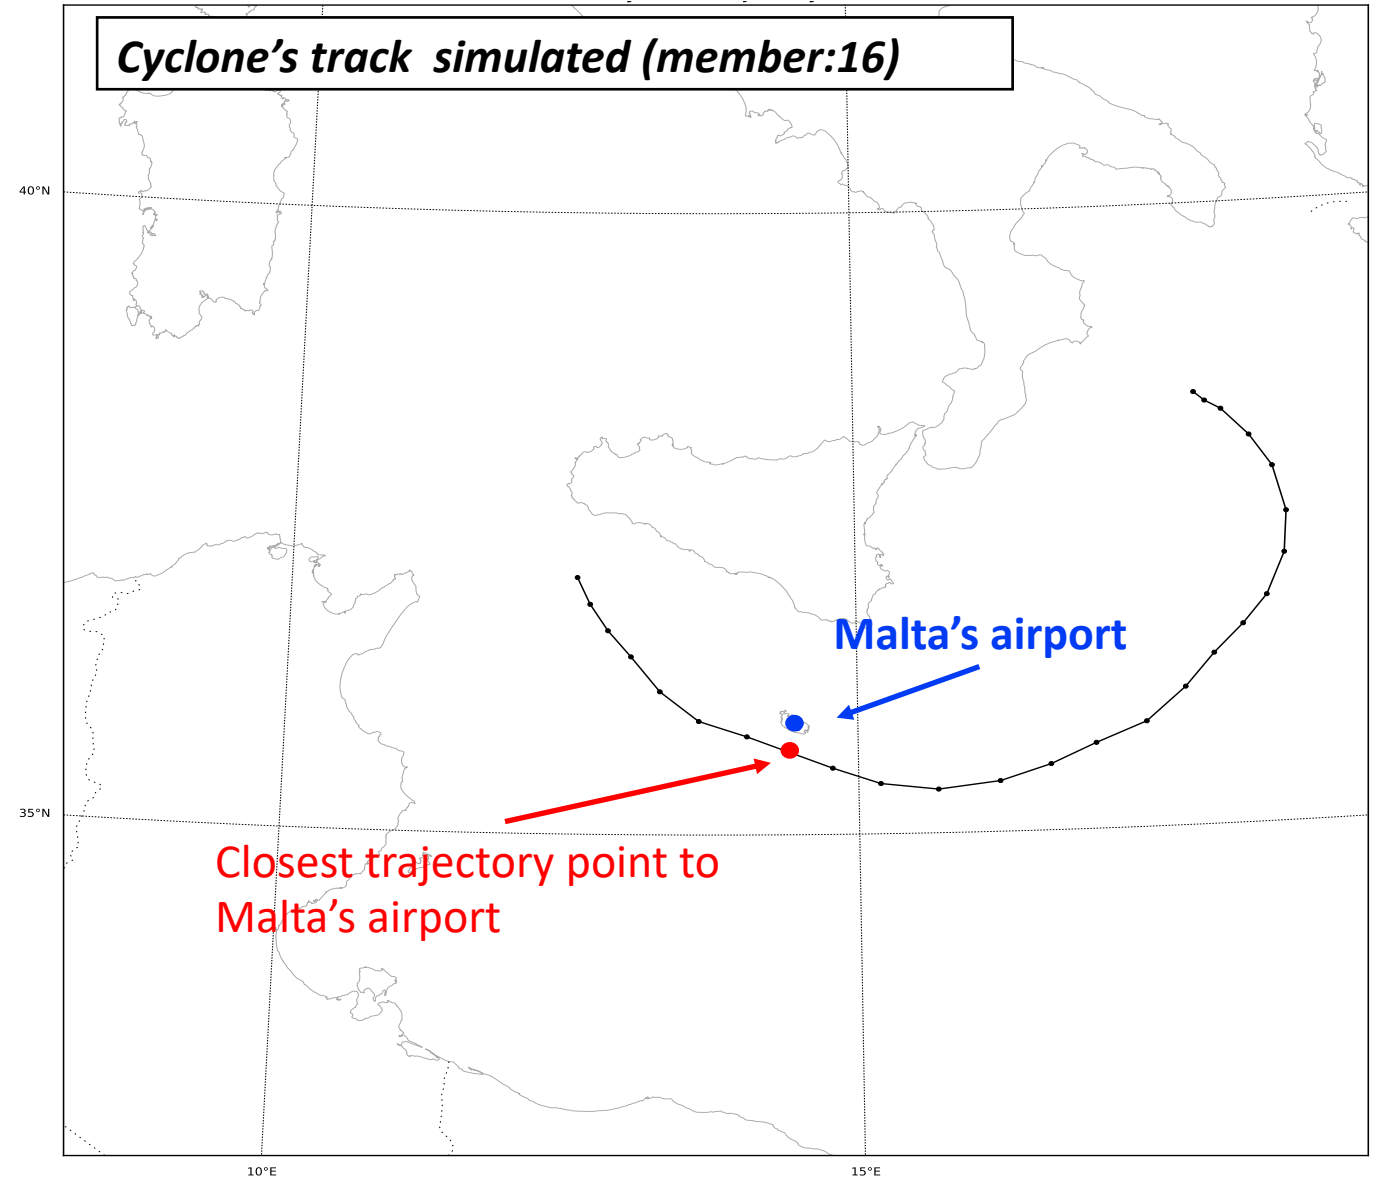 Cyclone’s track  simulated (member:16)
40°N
Malta’s airport
35°N
Closest trajectory point to
Malta’s airport
10°E
15°E